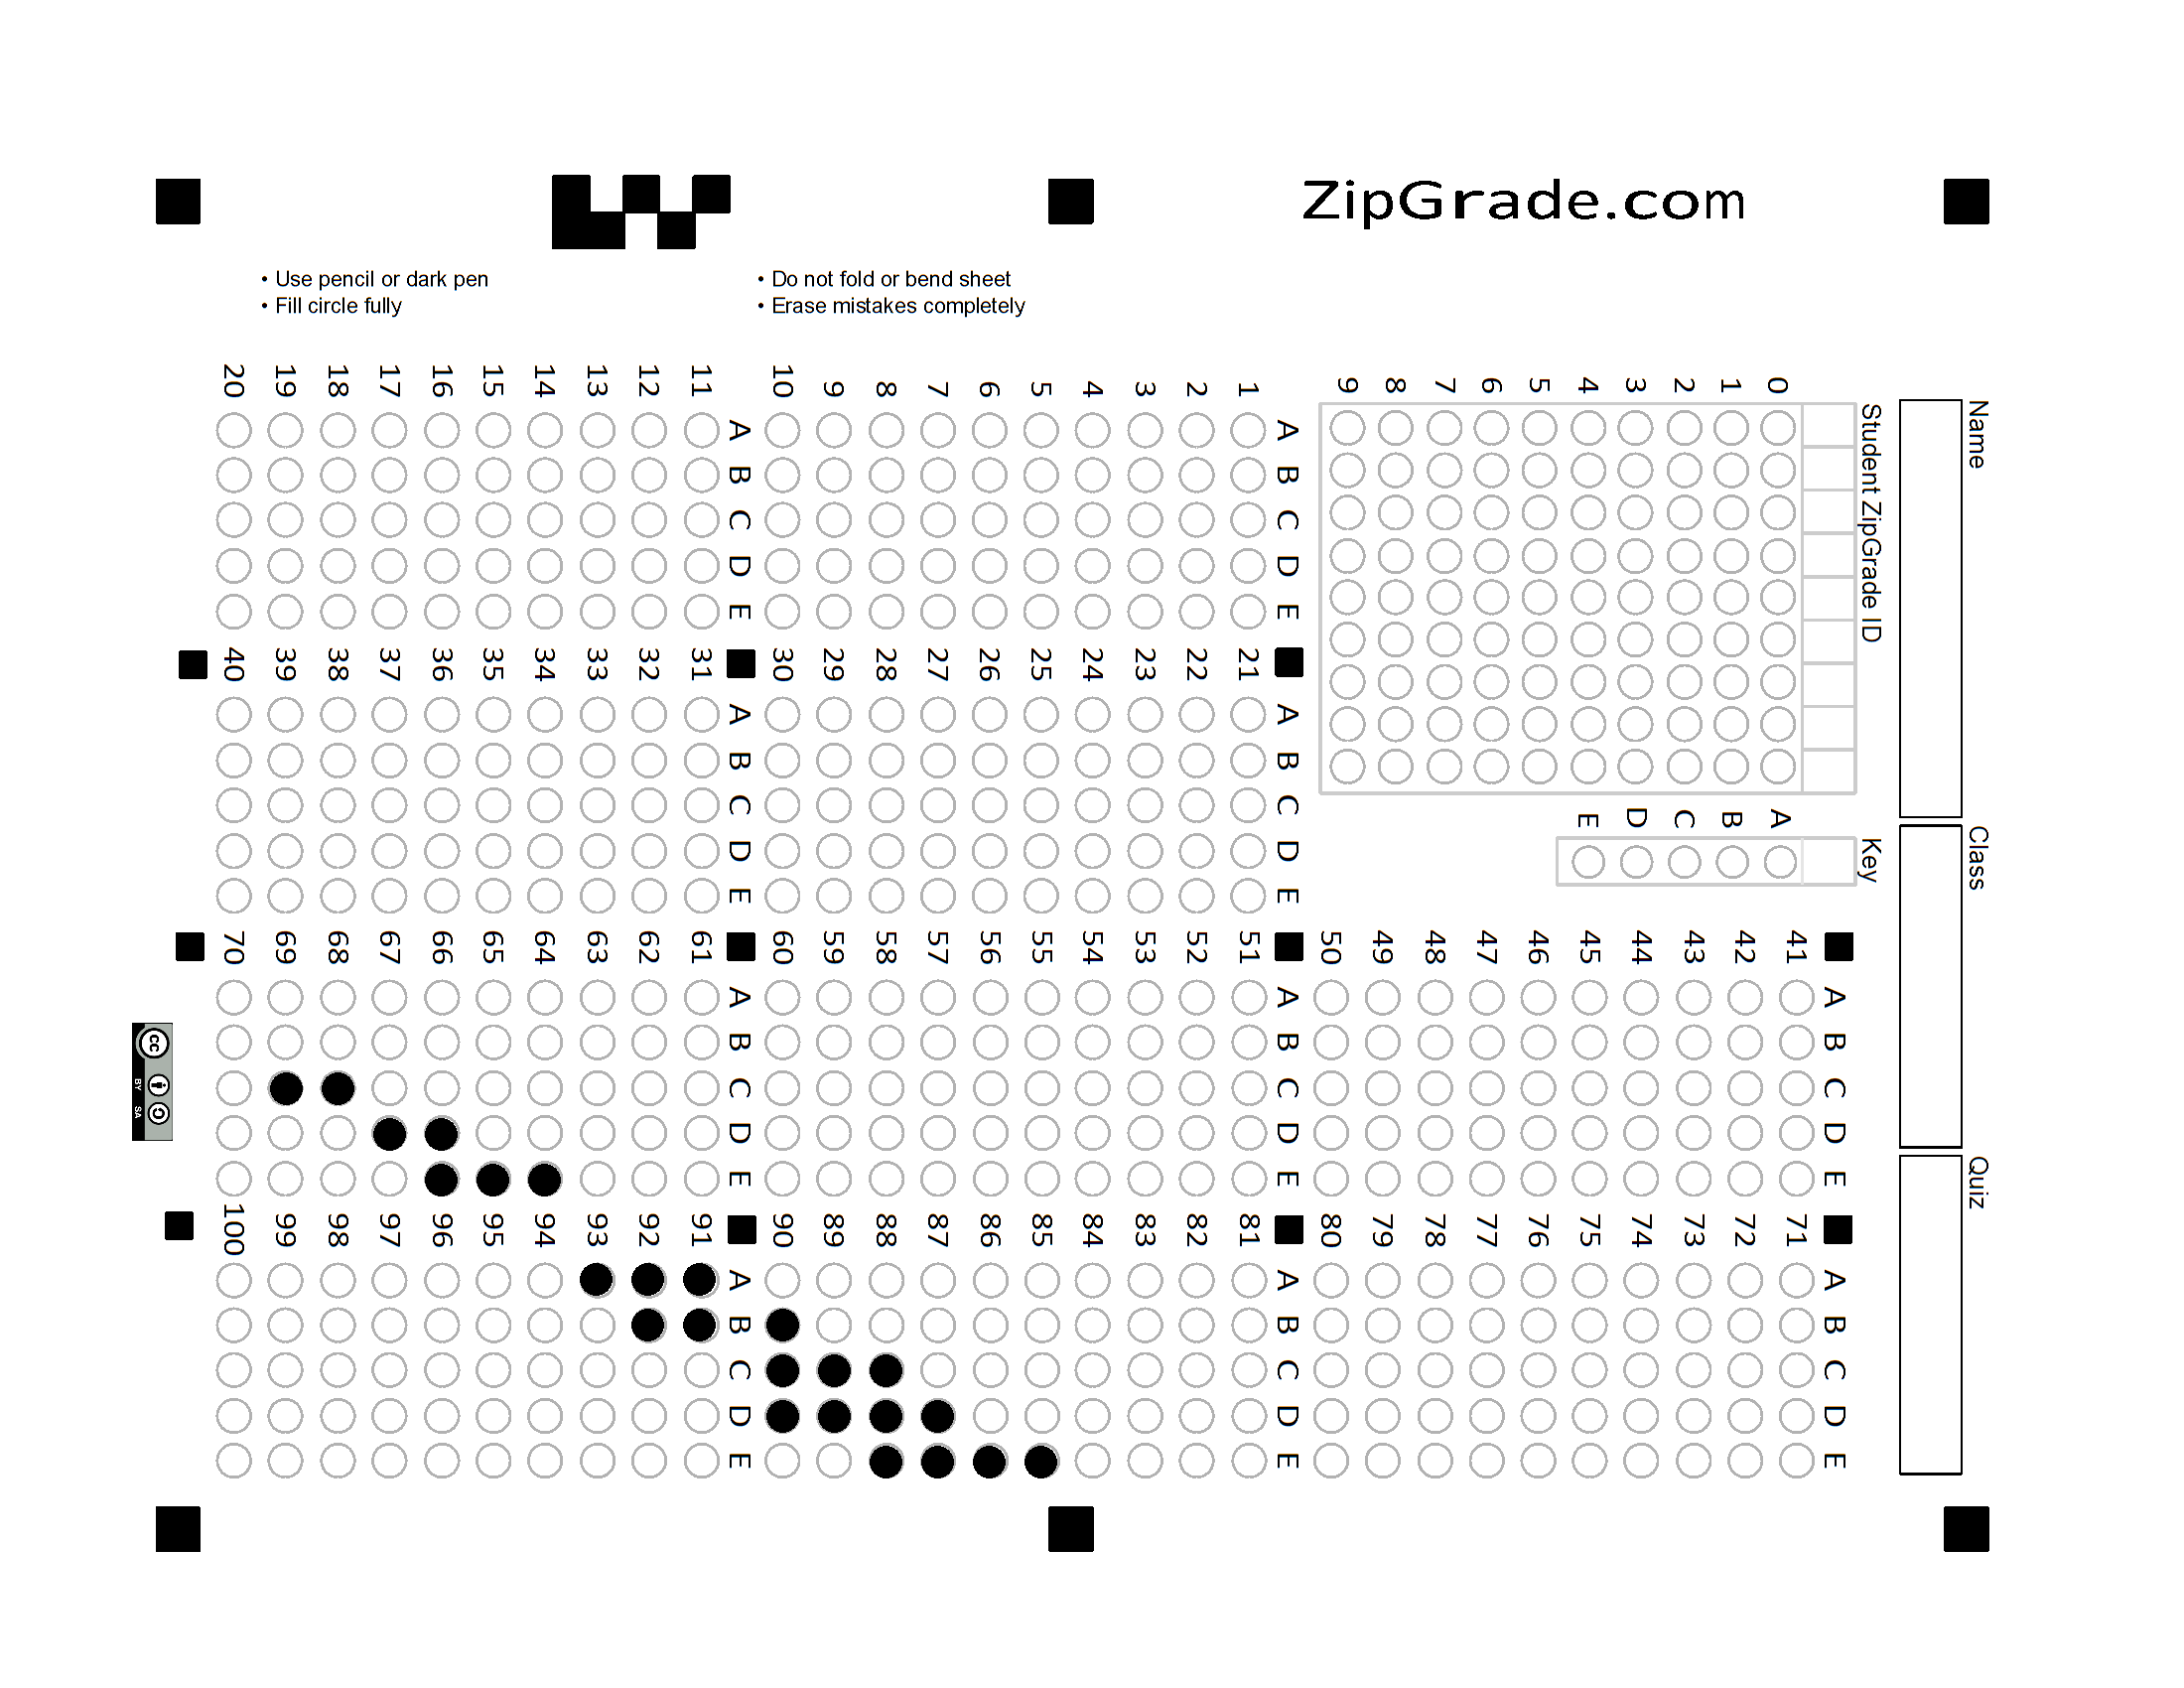 ZipGrade.com
• Use pencil or dark pen
• Fill circle fully
• Do not fold or bend sheet
• Erase mistakes completely
Name
Class
Quiz
Student ZipGrade ID
0 1 2 3 4 5 6 7 8 9
Key
A B C D E
A B C D E
1 2 3 4 5 6 7 8 9 10
A B C D E
11 12 13 14 15 16 17 18 19 20
A B C D E
21 22 23 24 25 26 27 28 29 30
A B C D E
31 32 33 34 35 36 37 38 39 40
A B C D E
41 42 43 44 45 46 47 48 49 50
A B C D E
51 52 53 54 55 56 57 58 59 60
A B C D E
61 62 63 64 65 66 67 68 69 70
A B C D E
71 72 73 74 75 76 77 78 79 80
A B C D E
81 82 83 84 85 86 87 88 89 90
A B C D E
91 92 93 94 95 96 97 98 99 100
A B C D E
cc
BY SA